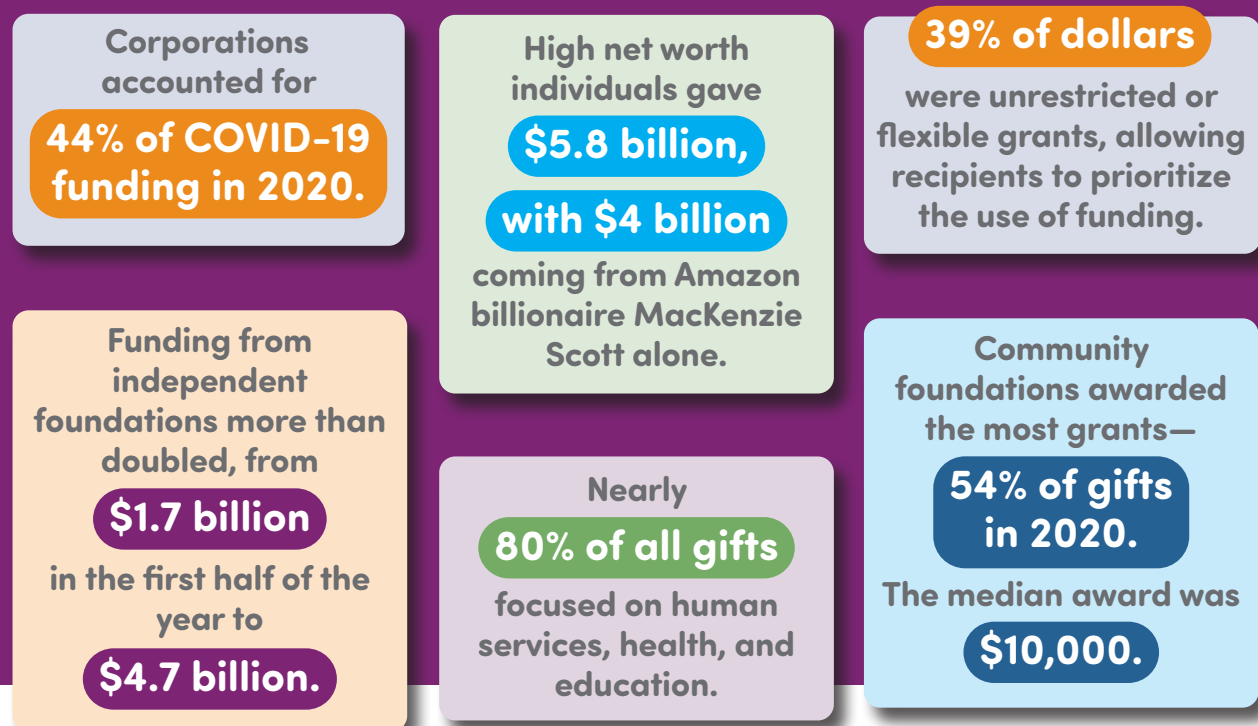 Corporations
accounted for
44% of COVID-19
funding in 2020.
Funding from
independent
foundations more than
doubled, from
$1.7 billion
in the first half of the
year to
$4.7 billion.
High net worth
individuals gave
$5.8 billion,
with $4 billion
coming from Amazon
billionaire MacKenzie
Scott alone.
Nearly
80% of all gifts
focused on human
services, health, and
education.
39% of dollars
were unrestricted or
flexible grants, allowing
recipients to prioritize
the use of funding.
Community
foundations awarded
the most grants—
54% of gifts
in 2020.
The median award was
$10,000.